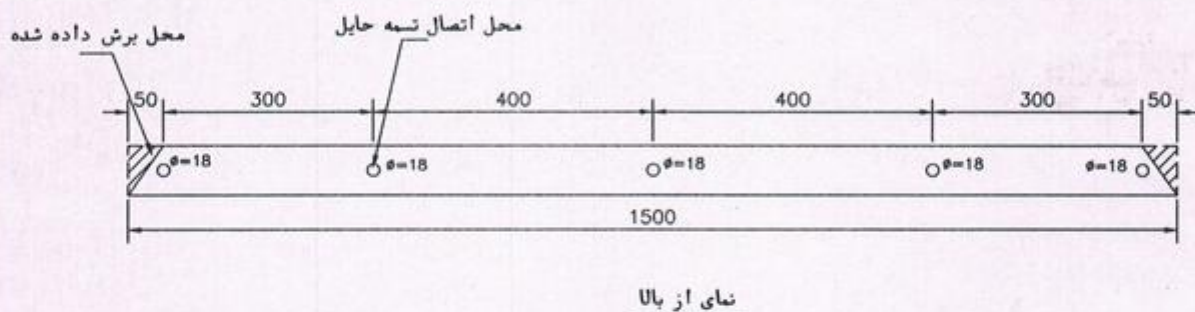 محل اتصال تسمه حایل
محل برش داده شده
50 300 400 400 300 50
ø=18 ø=18 ø=18 ø=18 ø=18
1500
نمای از بالا